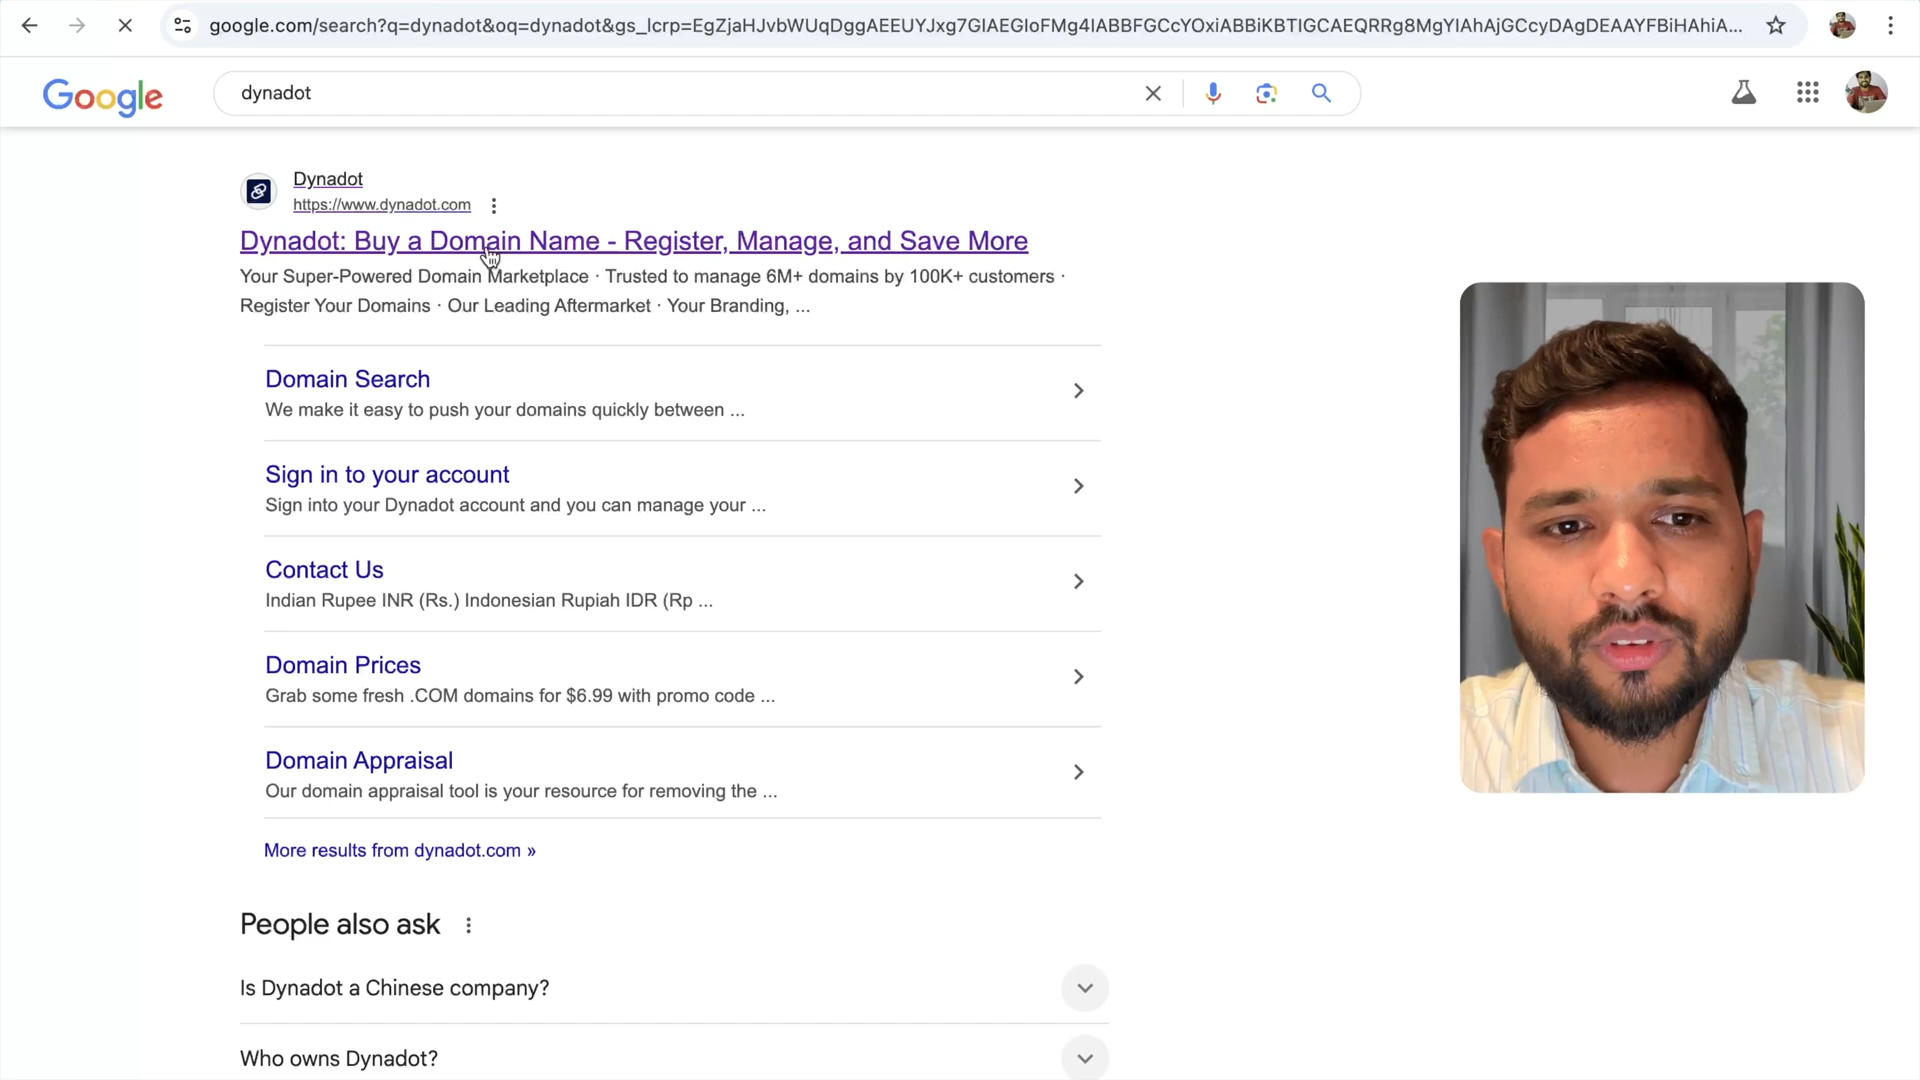 google.com/search?q=dynadot&oq=dynadot&gs_lcrp=EgZjaHJvbWUqDggAEEUYJxg7GIAEGIoFMg4IABBFGCcYOxiABBiKBTIGCAEQRRg8MgYIAhAjGCcyDAgDEAAYFBiHAhiA...
Google
dynadot
Dynadot
https://www.dynadot.com
Dynadot: Buy a Domain Name - Register, Manage, and Save More
Your Super-Powered Domain Marketplace · Trusted to manage 6M+ domains by 100K+ customers ·
Register Your Domains · Our Leading Aftermarket · Your Branding, ...
Domain Search
We make it easy to push your domains quickly between ...
Sign in to your account
Sign into your Dynadot account and you can manage your ...
Contact Us
Indian Rupee INR (Rs.) Indonesian Rupiah IDR (Rp ...
Domain Prices
Grab some fresh .COM domains for $6.99 with promo code ...
Domain Appraisal
Our domain appraisal tool is your resource for removing the ...
More results from dynadot.com »
People also ask
Is Dynadot a Chinese company?
Who owns Dynadot?